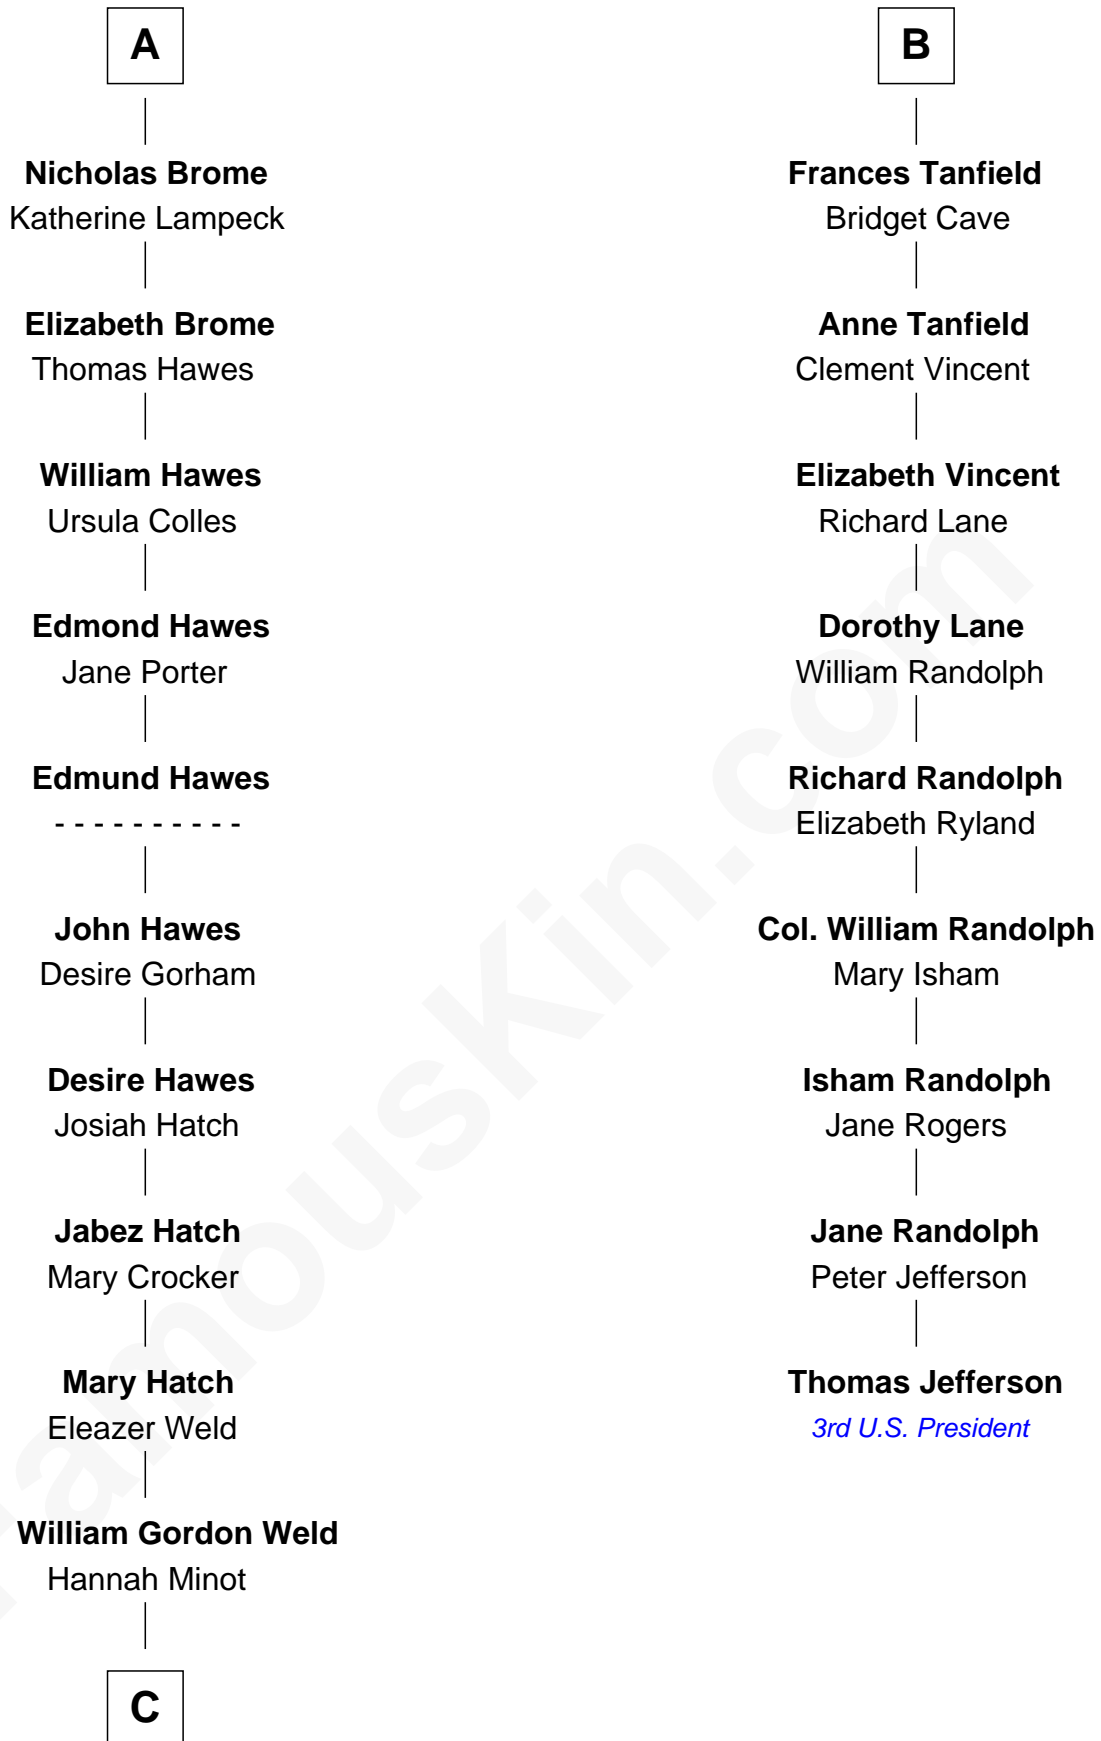 A
Nicholas Brome
Katherine Lampeck
Elizabeth Brome
Thomas Hawes
William Hawes
Ursula Colles
Edmond Hawes
Jane Porter
Edmund Hawes
- - - - - - - - - -
John Hawes
Desire Gorham
Desire Hawes
Josiah Hatch
Jabez Hatch
Mary Crocker
Mary Hatch
Eleazer Weld
William Gordon Weld
Hannah Minot
C
B
Frances Tanfield
Bridget Cave
Anne Tanfield
Clement Vincent
Elizabeth Vincent
Richard Lane
Dorothy Lane
William Randolph
Richard Randolph
Elizabeth Ryland
Col. William Randolph
Mary Isham
Isham Randolph
Jane Rogers
Jane Randolph
Peter Jefferson
Thomas Jefferson
3rd U.S. President
FamousKin.com